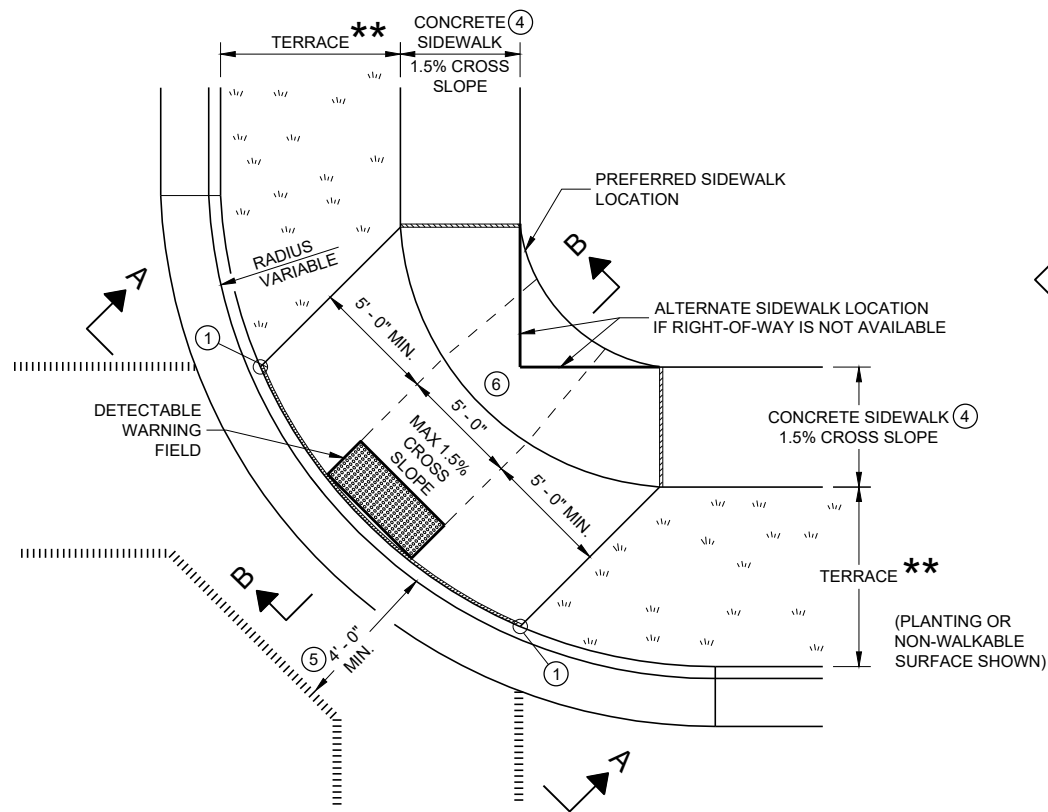 TERRACE **
CONCRETE ④
SIDEWALK
1.5% CROSS
SLOPE
PREFERRED SIDEWALK
LOCATION
B
RADIUS
VARIABLE
A
ALTERNATE SIDEWALK LOCATION
IF RIGHT-OF-WAY IS NOT AVAILABLE
①
5' - 0" MIN.
⑥
DETECTABLE
WARNING
FIELD
5' - 0"
MAX 1.5%
CROSS
SLOPE
CONCRETE SIDEWALK ④
1.5% CROSS SLOPE
5' - 0" MIN.
B
TERRACE **
(PLANTING OR
NON-WALKABLE
SURFACE SHOWN)
⑤ 4' - 0"
MIN.
①
A